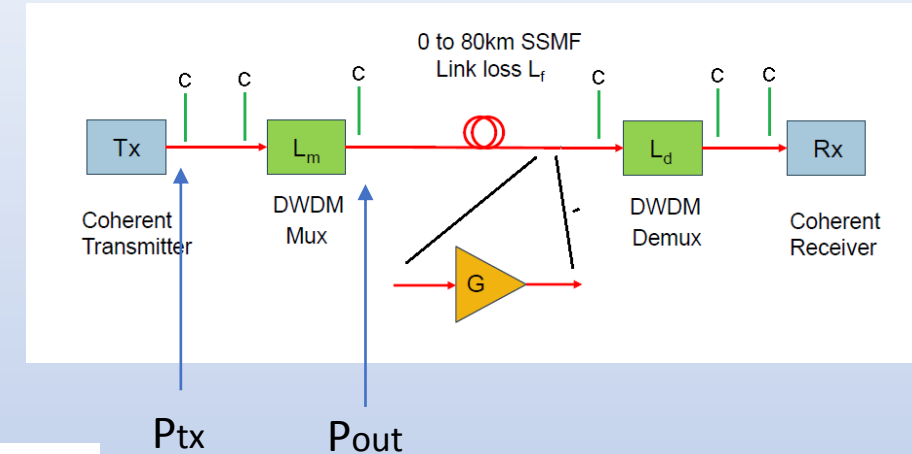 0 to 80km SSMF
Link loss Lf
C
C
C
C
C
C
Tx
Lm
Ld
Rx
Coherent
Transmitter
DWDM
Mux
DWDM
Demux
Coherent
Receiver
G
Ptx
Pout